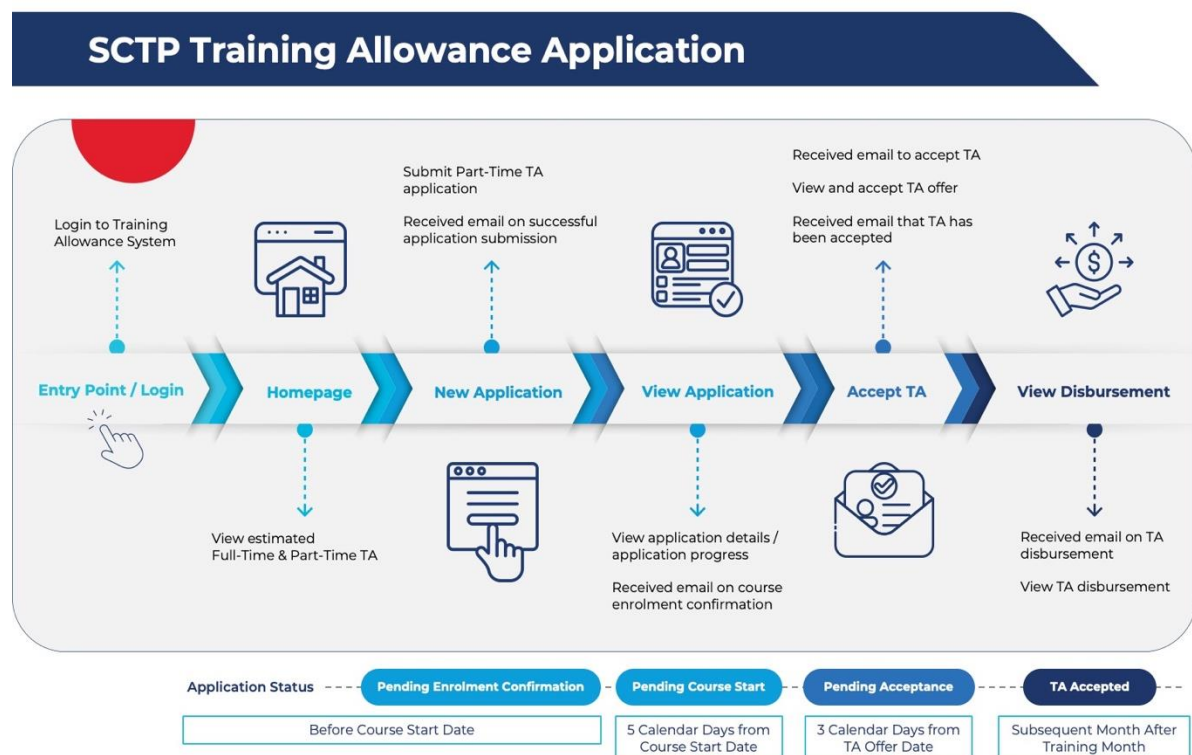 SCTP Training Allowance Application
Login to Training
Allowance System
Submit Part-Time TA
application
Received email on successful
application submission
Received email to accept TA
View and accept TA offer
Received email that TA has
been accepted
Entry Point / Login
Homepage
New Application
View Application
Accept TA
View Disbursement
View estimated
Full-Time & Part-Time TA
View application details /
application progress
Received email on course
enrolment confirmation
Received email on TA
disbursement
View TA disbursement
Application Status
Pending Enrolment Confirmation
Pending Course Start
Pending Acceptance
TA Accepted
Before Course Start Date
5 Calendar Days from
Course Start Date
3 Calendar Days from
TA Offer Date
Subsequent Month After
Training Month